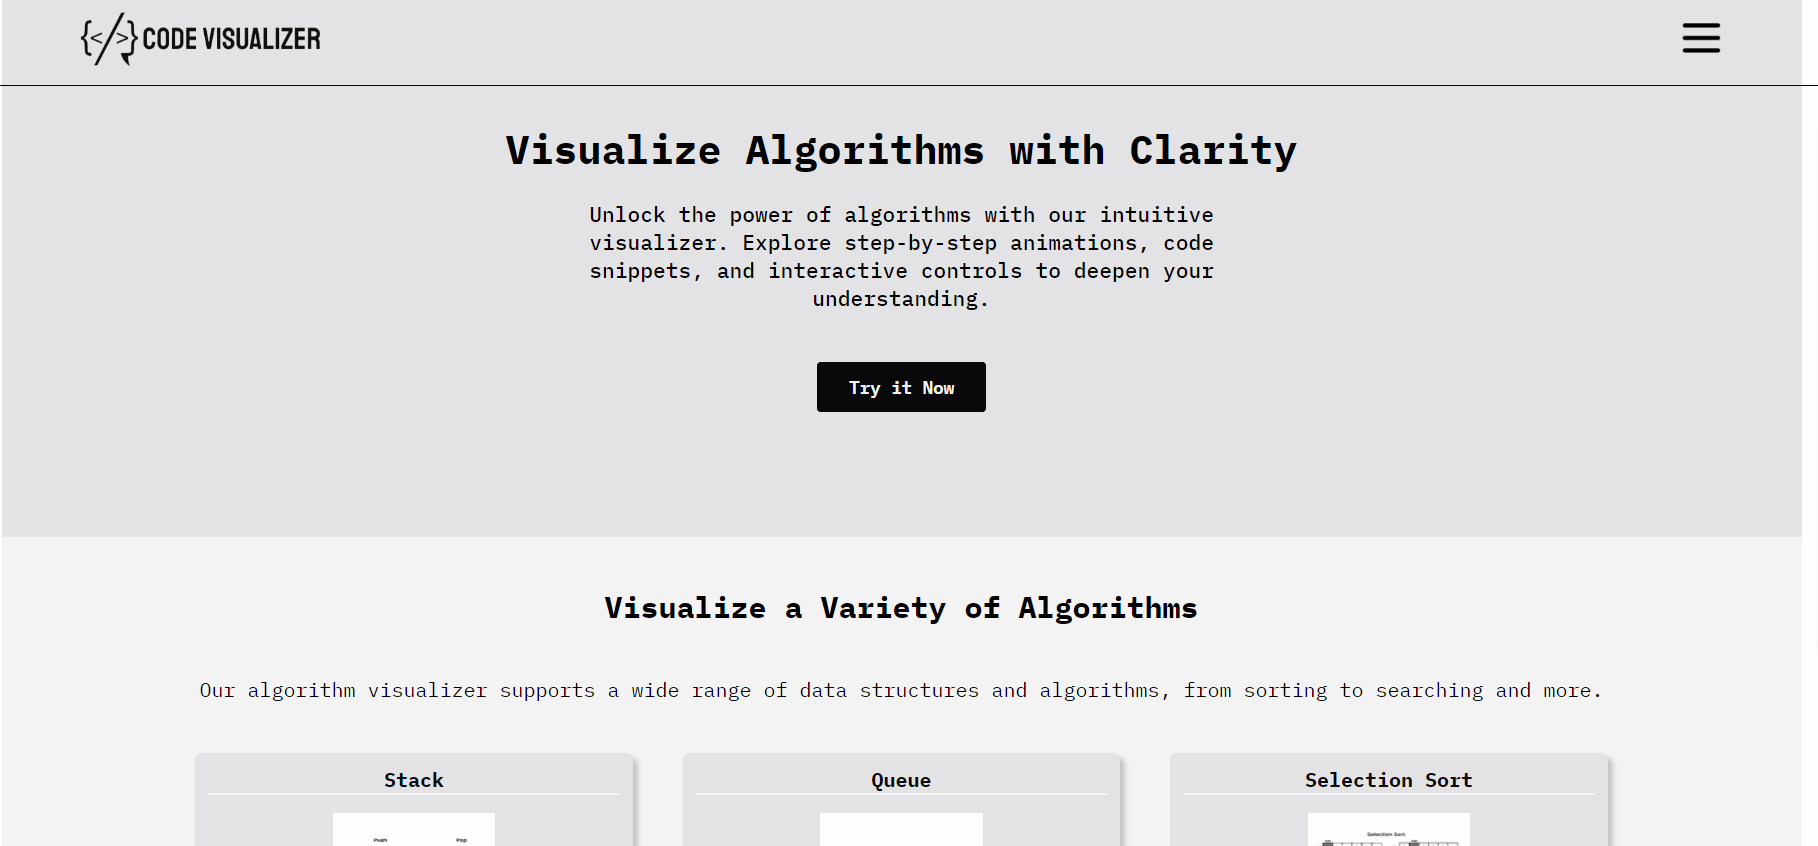 {</>} CODE VISUALIZER
Visualize Algorithms with Clarity
Unlock the power of algorithms with our intuitive
visualizer. Explore step-by-step animations, code
snippets, and interactive controls to deepen your
understanding.
Try it Now
Visualize a Variety of Algorithms
Our algorithm visualizer supports a wide range of data structures and algorithms, from sorting to searching and more.
Stack
Queue
Selection Sort
Push Pop
Selection Sort